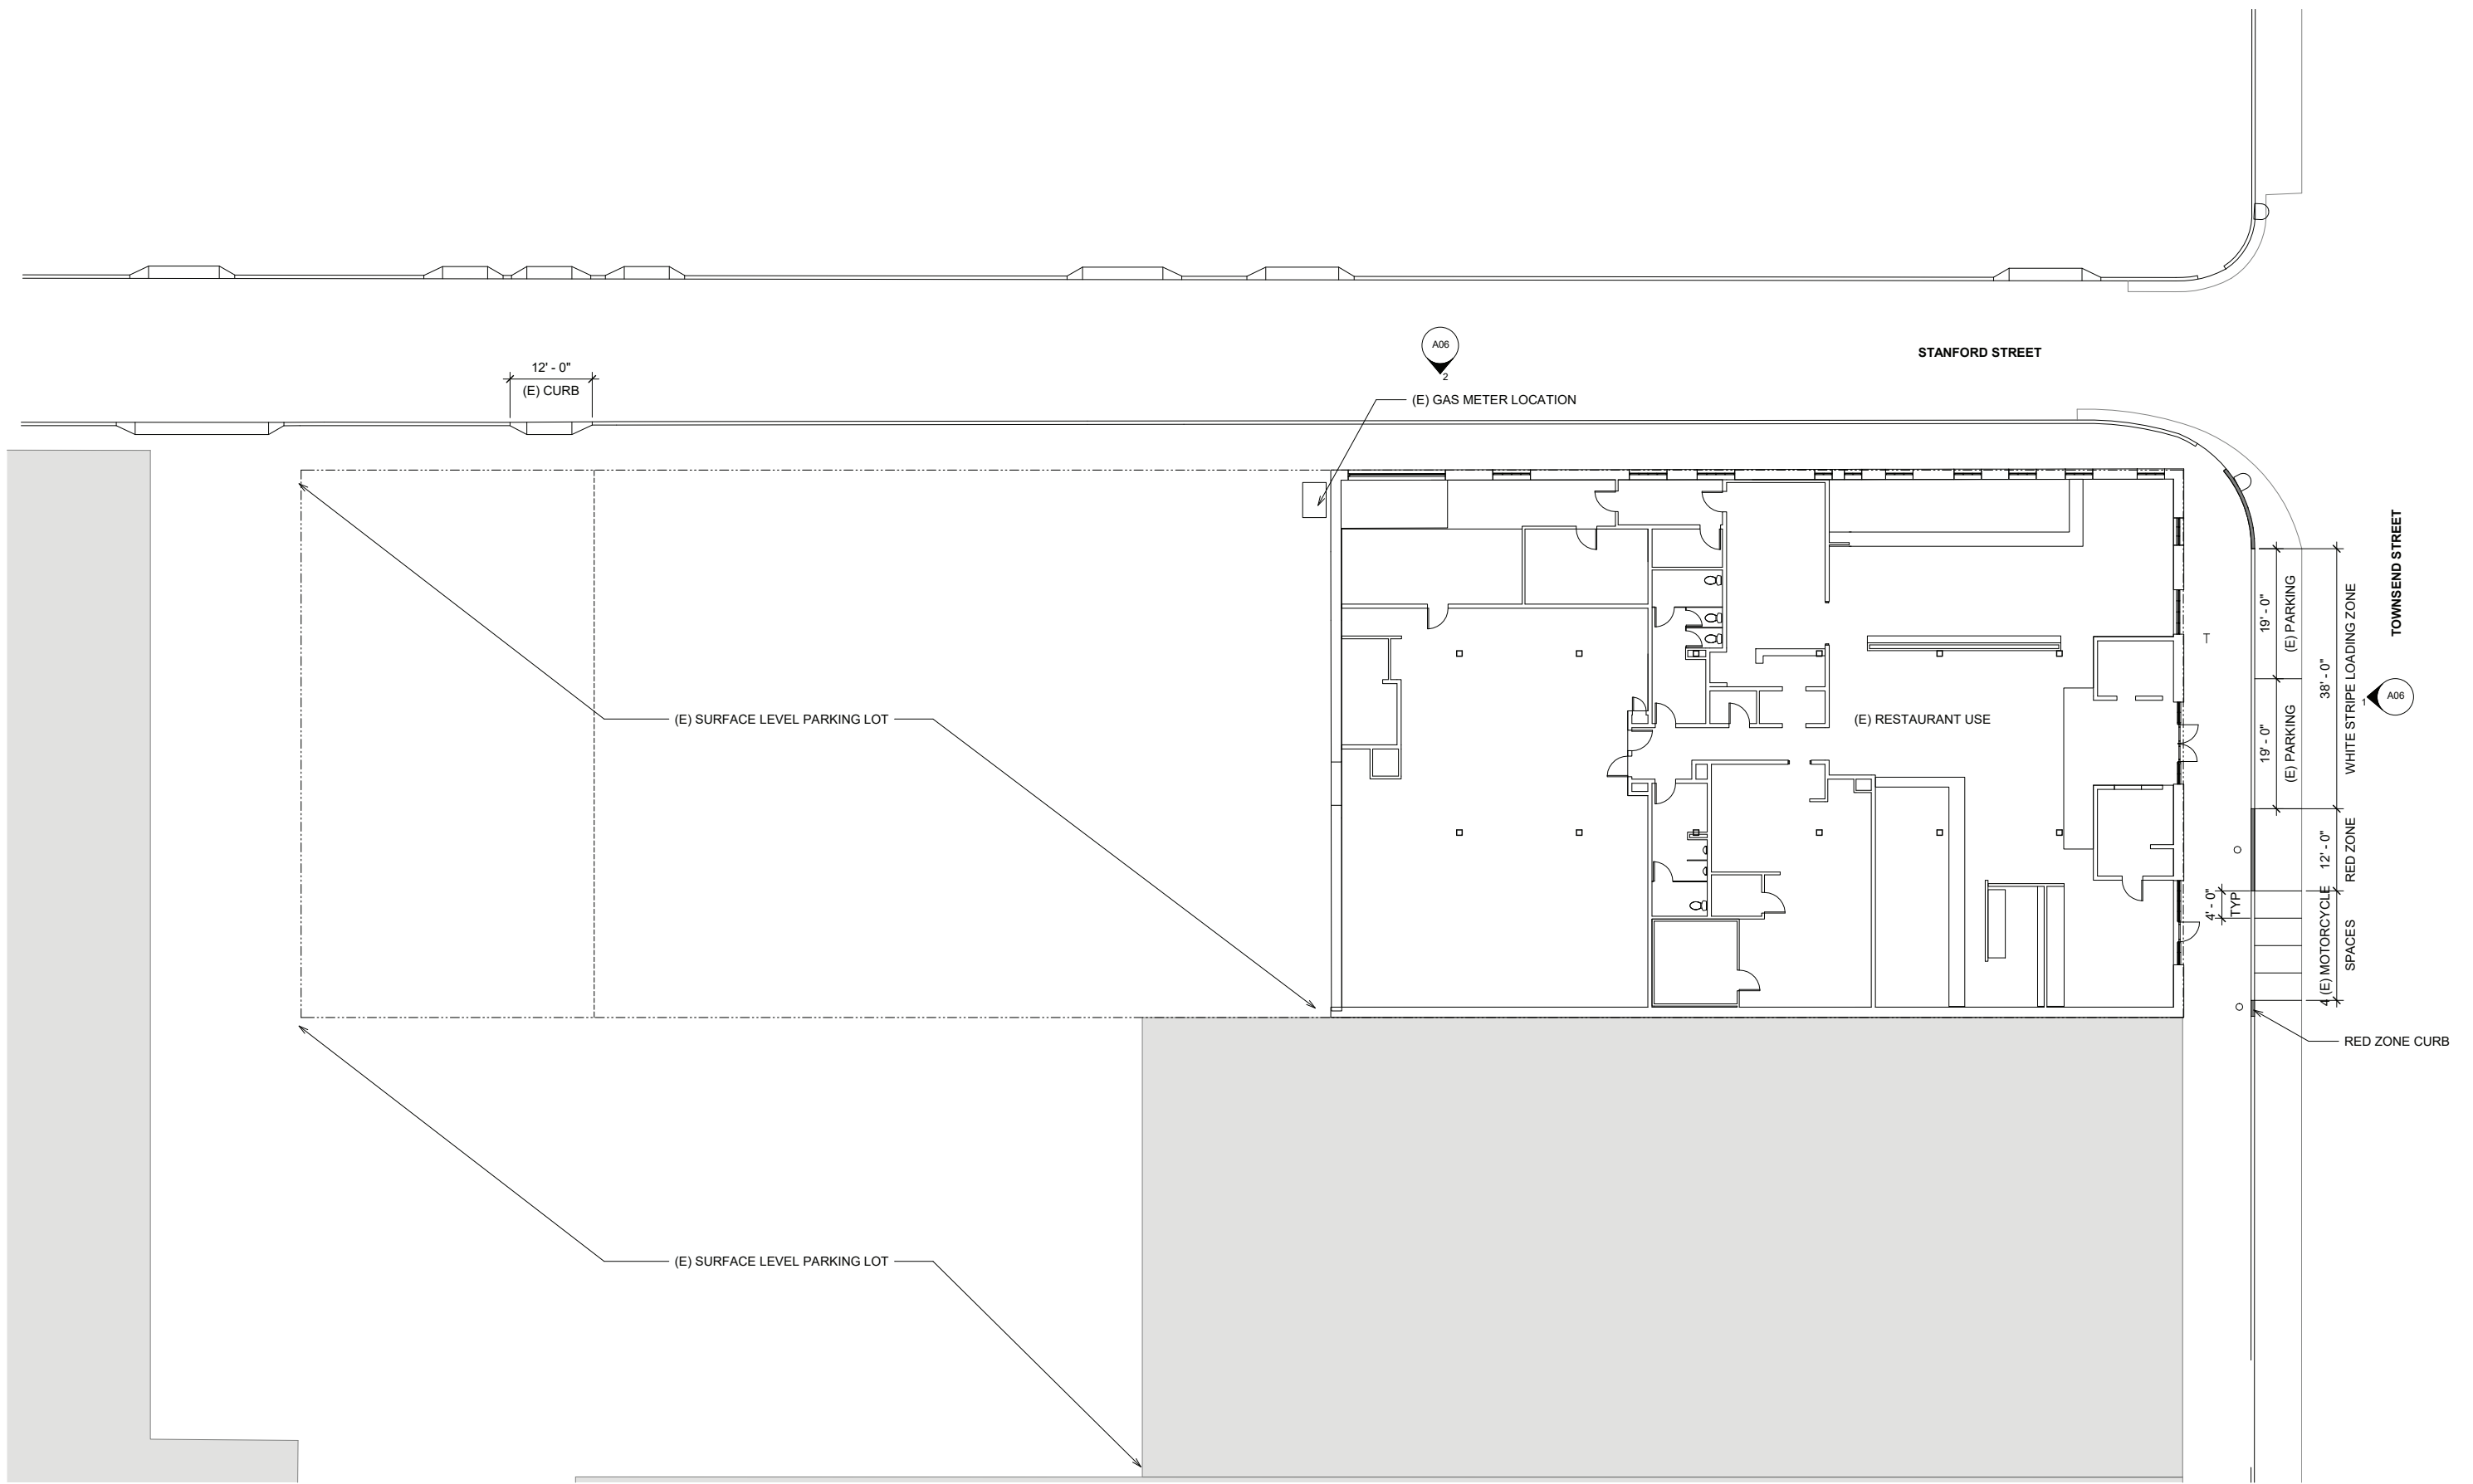 STANFORD STREET
A06
2
12' - 0"
(E) CURB
(E) GAS METER LOCATION
TOWNSEND STREET
19' - 0"
(E) PARKING
38' - 0"
WHITE STRIPE LOADING ZONE
T
A06
1
(E) SURFACE LEVEL PARKING LOT
(E) RESTAURANT USE
19' - 0"
(E) PARKING
12' - 0"
RED ZONE
4' - 0"
TYP
4 (E) MOTORCYCLE
SPACES
RED ZONE CURB
(E) SURFACE LEVEL PARKING LOT